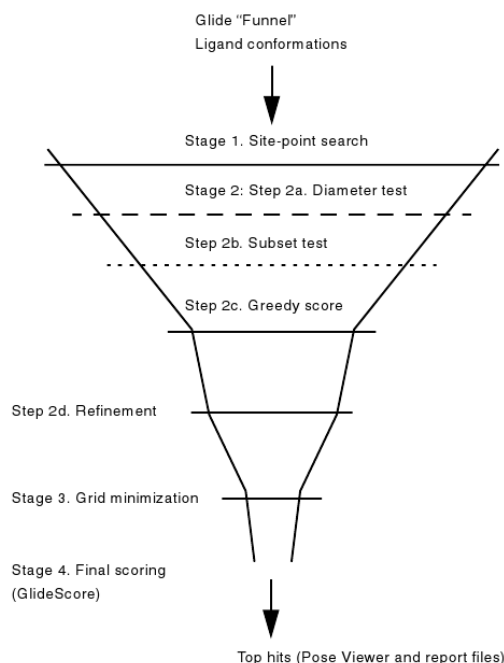 Glide “Funnel”
Ligand conformations
Stage 1. Site-point search
Stage 2: Step 2a. Diameter test
Step 2b. Subset test
Step 2c. Greedy score
Step 2d. Refinement
Stage 3. Grid minimization
Stage 4. Final scoring
(GlideScore)
Top hits (Pose Viewer and report files)